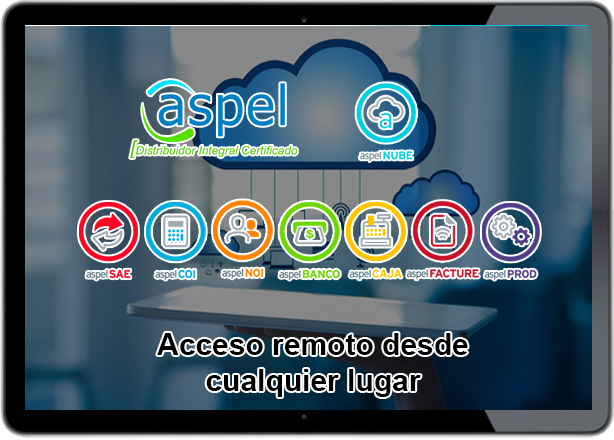 aspel
[Distribuidor Integral Certificado
aspel NUBE
a
aspel SAE
aspel COI
aspel NOI
aspel BANCO
aspel CAJA
aspel FACTURE
aspel PROD
$
Acceso remoto desde
cualquier lugar